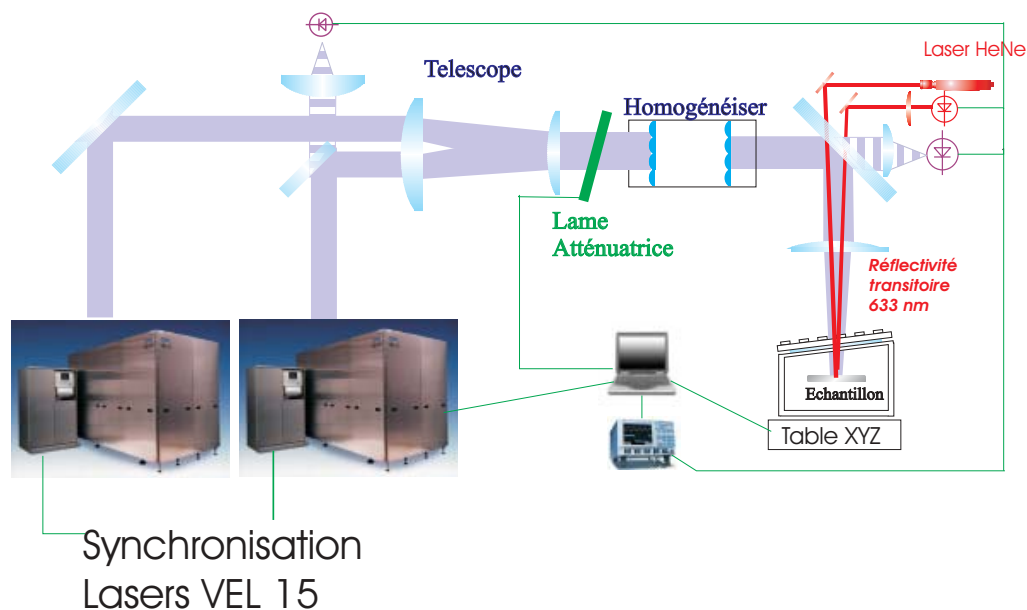 Laser HeNe
Telescope
Homogénéiser
Lame
Atténuatrice
Réflectivité
transitoire
633 nm
Echantillon
Table XYZ
Synchronisation
Lasers VEL 15